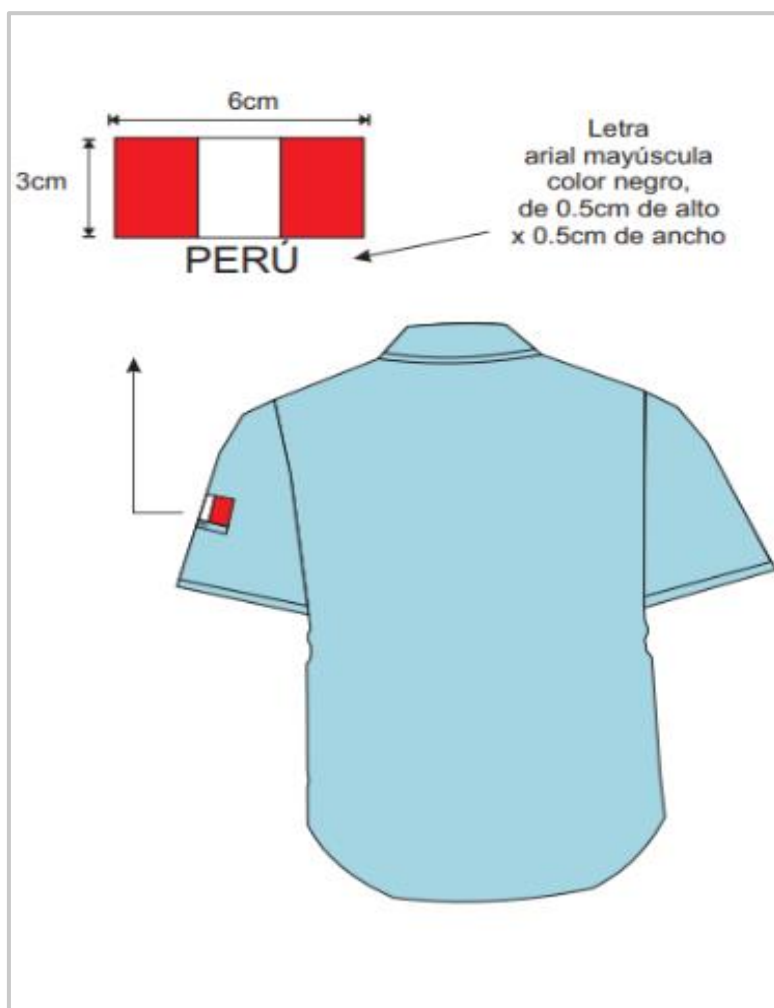 6cm
3cm
PERÚ
Letra
arial mayúscula
color negro,
de 0.5cm de alto
x 0.5cm de ancho